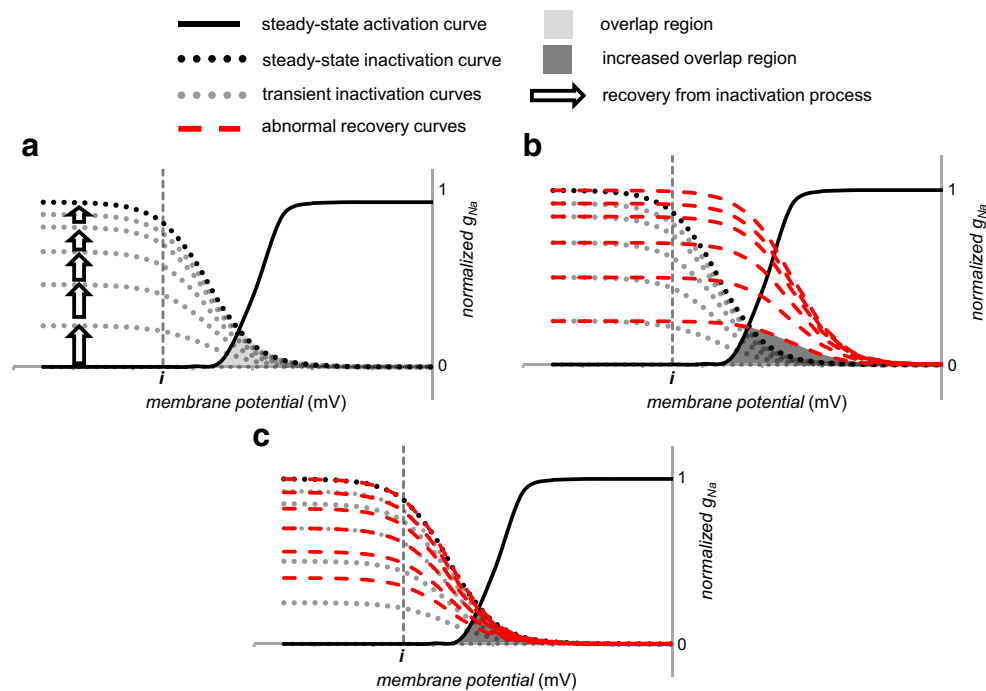 steady-state activation curve
steady-state inactivation curve
transient inactivation curves
abnormal recovery curves
overlap region
increased overlap region
recovery from inactivation process
a
1
normalized gNa
0
i
membrane potential (mV)
b
1
normalized gNa
0
i
membrane potential (mV)
c
1
normalized gNa
0
i
membrane potential (mV)